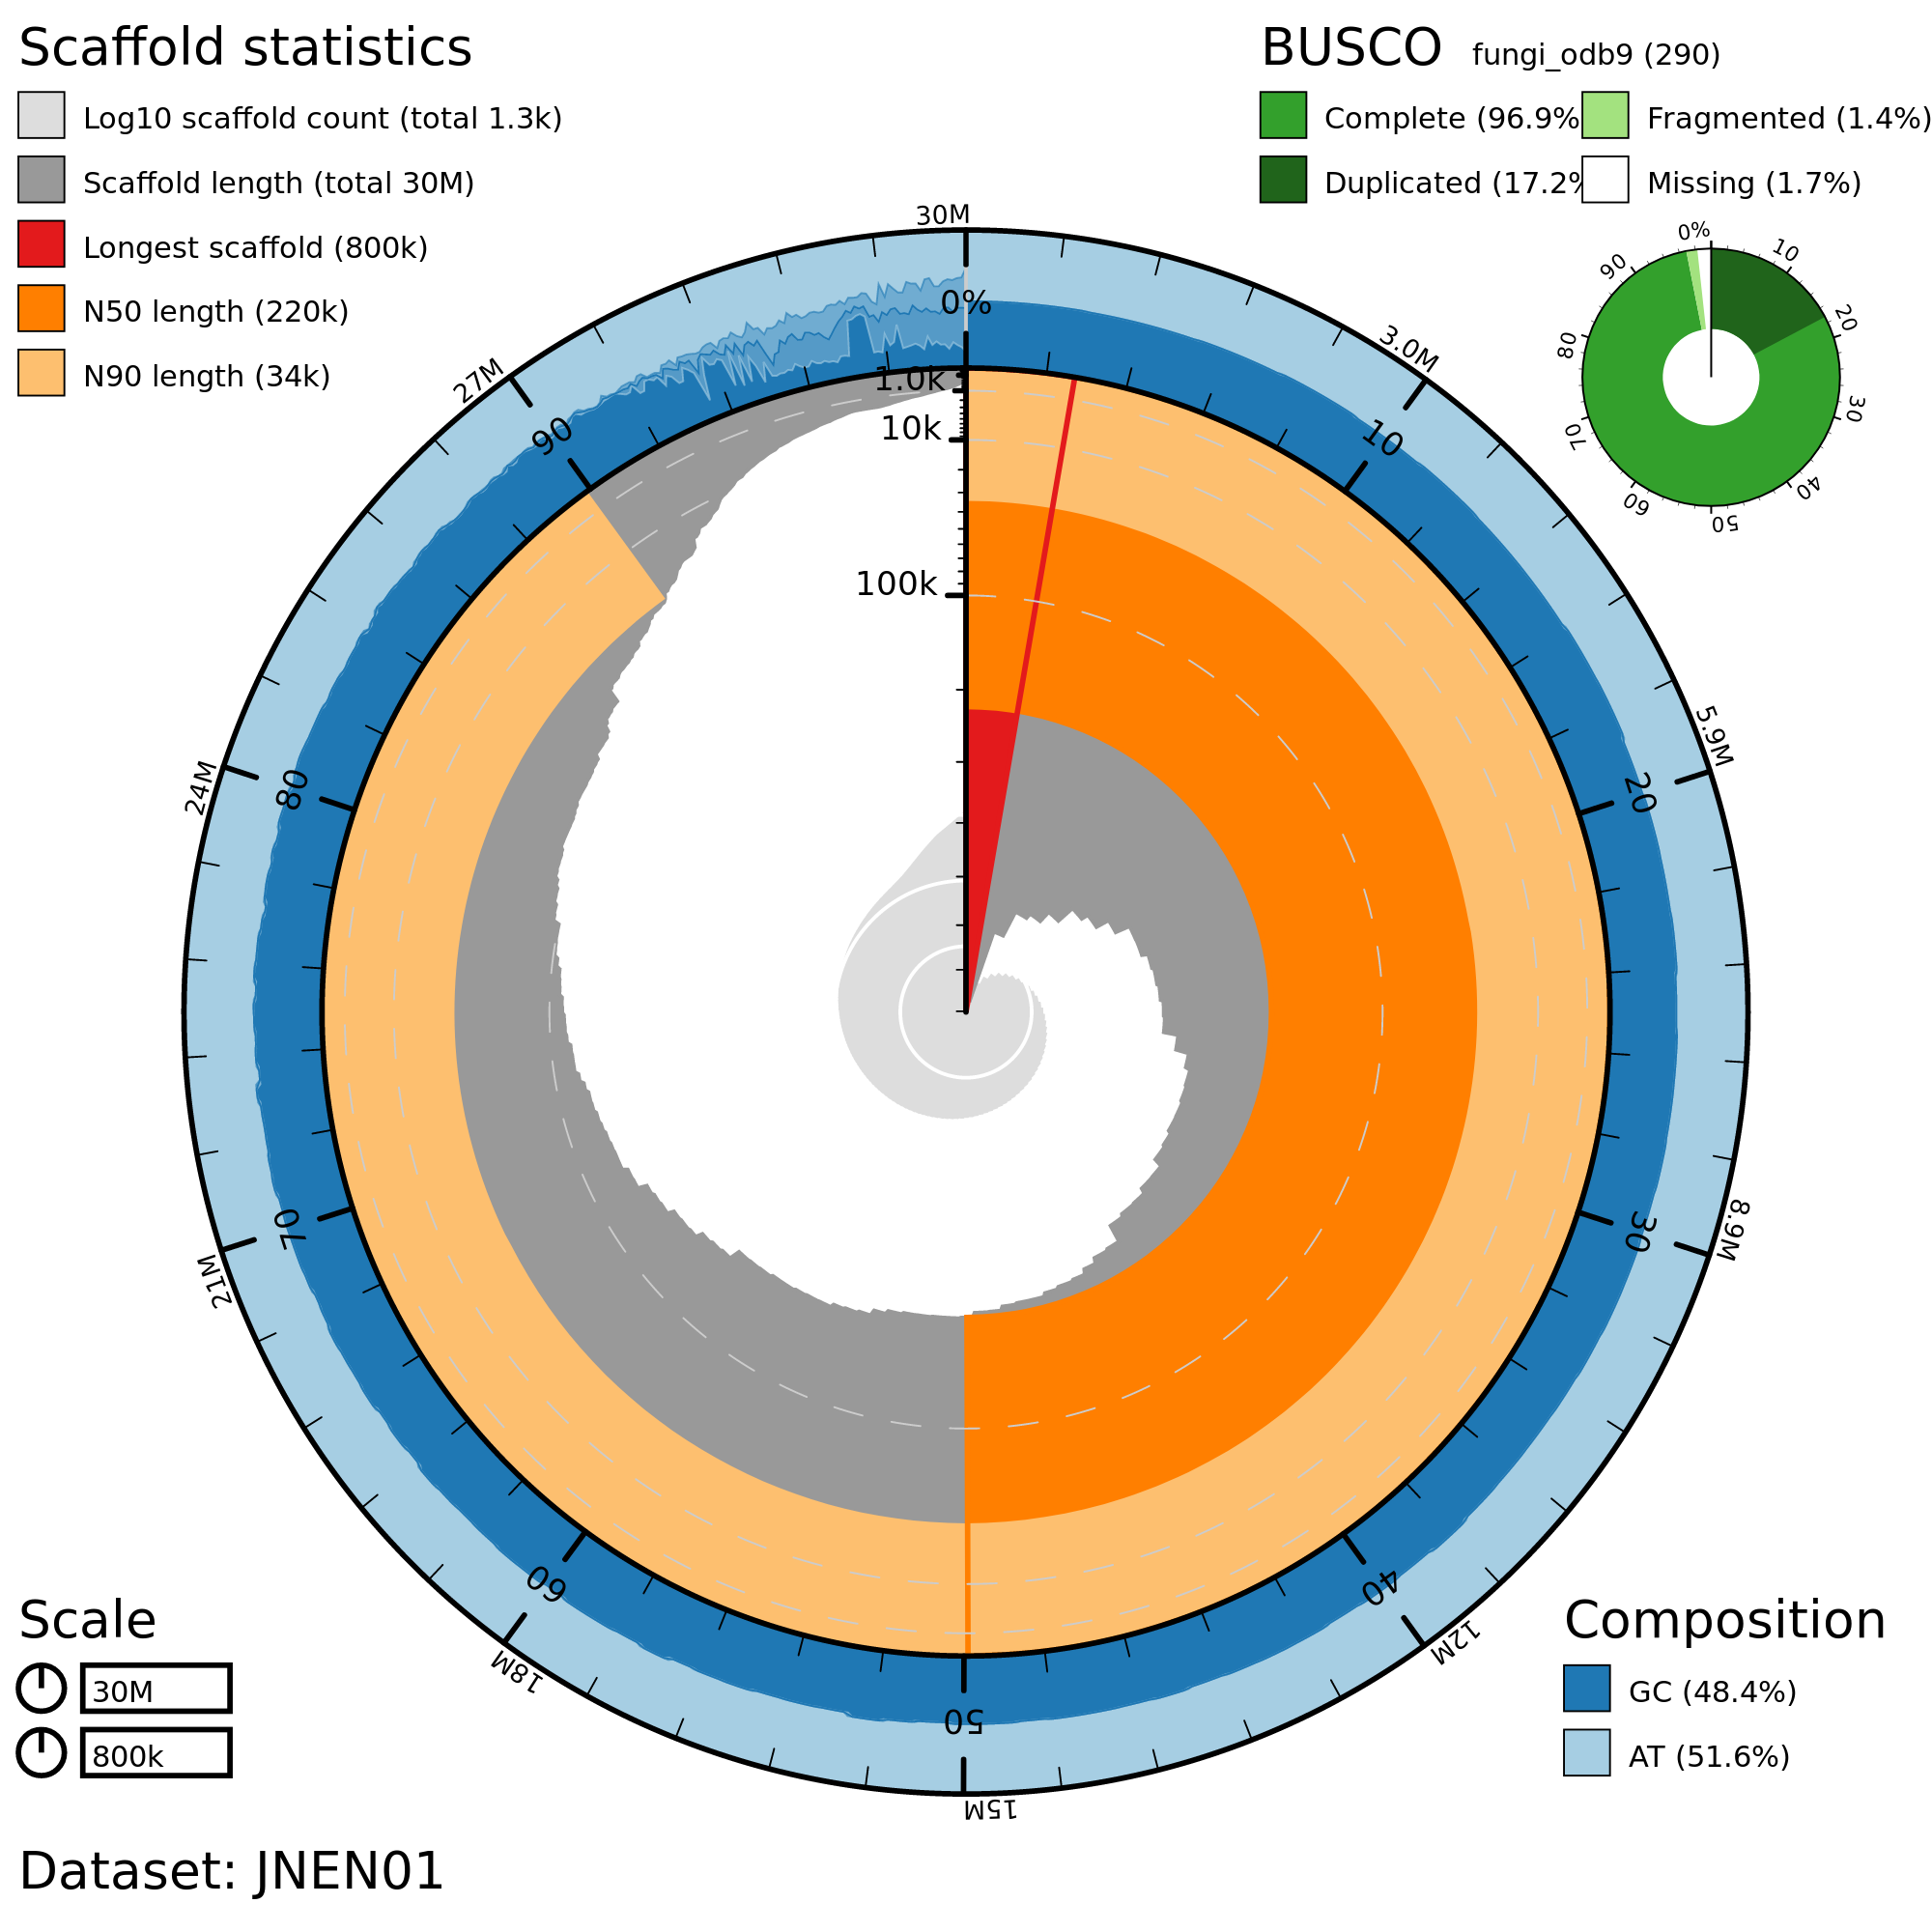 Scaffold statistics
Log10 scaffold count (total 1.3k)
Scaffold length (total 30M)
Longest scaffold (800k)
N50 length (220k)
N90 length (34k)
BUSCO fungi_odb9 (290)
Complete (96.9% Fragmented (1.4%)
Duplicated (17.2% Missing (1.7%)
0%
10
20
30
40
50
60
70
80
90
30M
3.0M
5.9M
8.9M
12M
15M
18M
21M
24M
27M
0%
10
20
30
40
50
60
70
80
90
1.0k
10k
100k
Scale
30M
800k
Composition
GC (48.4%)
AT (51.6%)
Dataset: JNEN01